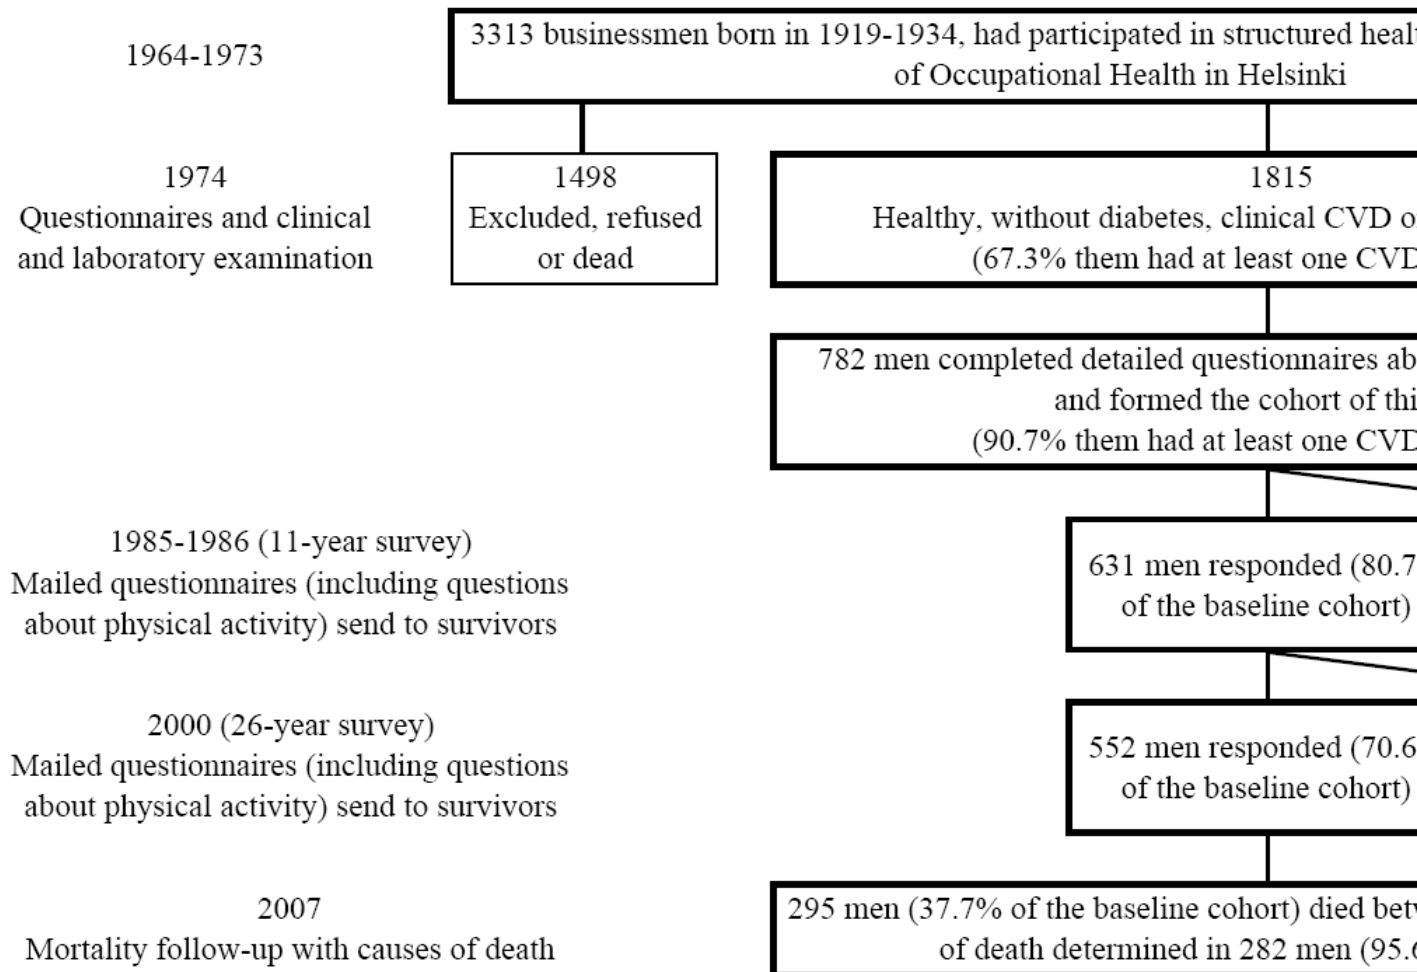 1964-1973
3313 businessmen born in 1919-1934, had participated in structured
of Occupational Health in Helsinki
1974
Questionnaires and clinical
and laboratory examination
1498
Excluded, refused
or dead
1815
Healthy, without diabetes, clinical CVD
(67.3% them had at least one CVD
782 men completed detailed questionnaires
and formed the cohort of
(90.7% them had at least one CVD
1985-1986 (11-year survey)
Mailed questionnaires (including questions
about physical activity) send to survivors
631 men responded (80.7
of the baseline cohort)
2000 (26-year survey)
Mailed questionnaires (including questions
about physical activity) send to survivors
552 men responded (70.6
of the baseline cohort)
2007
Mortality follow-up with causes of death
295 men (37.7% of the baseline cohort) died
of death determined in 282 men (95.6